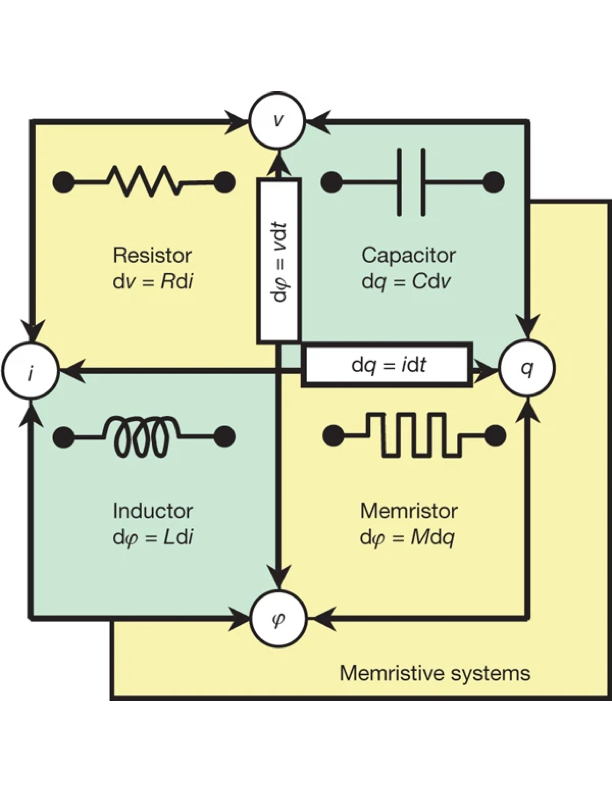 v
Resistor
dv = Rdi
Capacitor
dq = Cdv
dφ = vdt
i
dq = idt
q
Inductor
dφ = Ldi
Memristor
dφ = Mdq
φ
Memristive systems